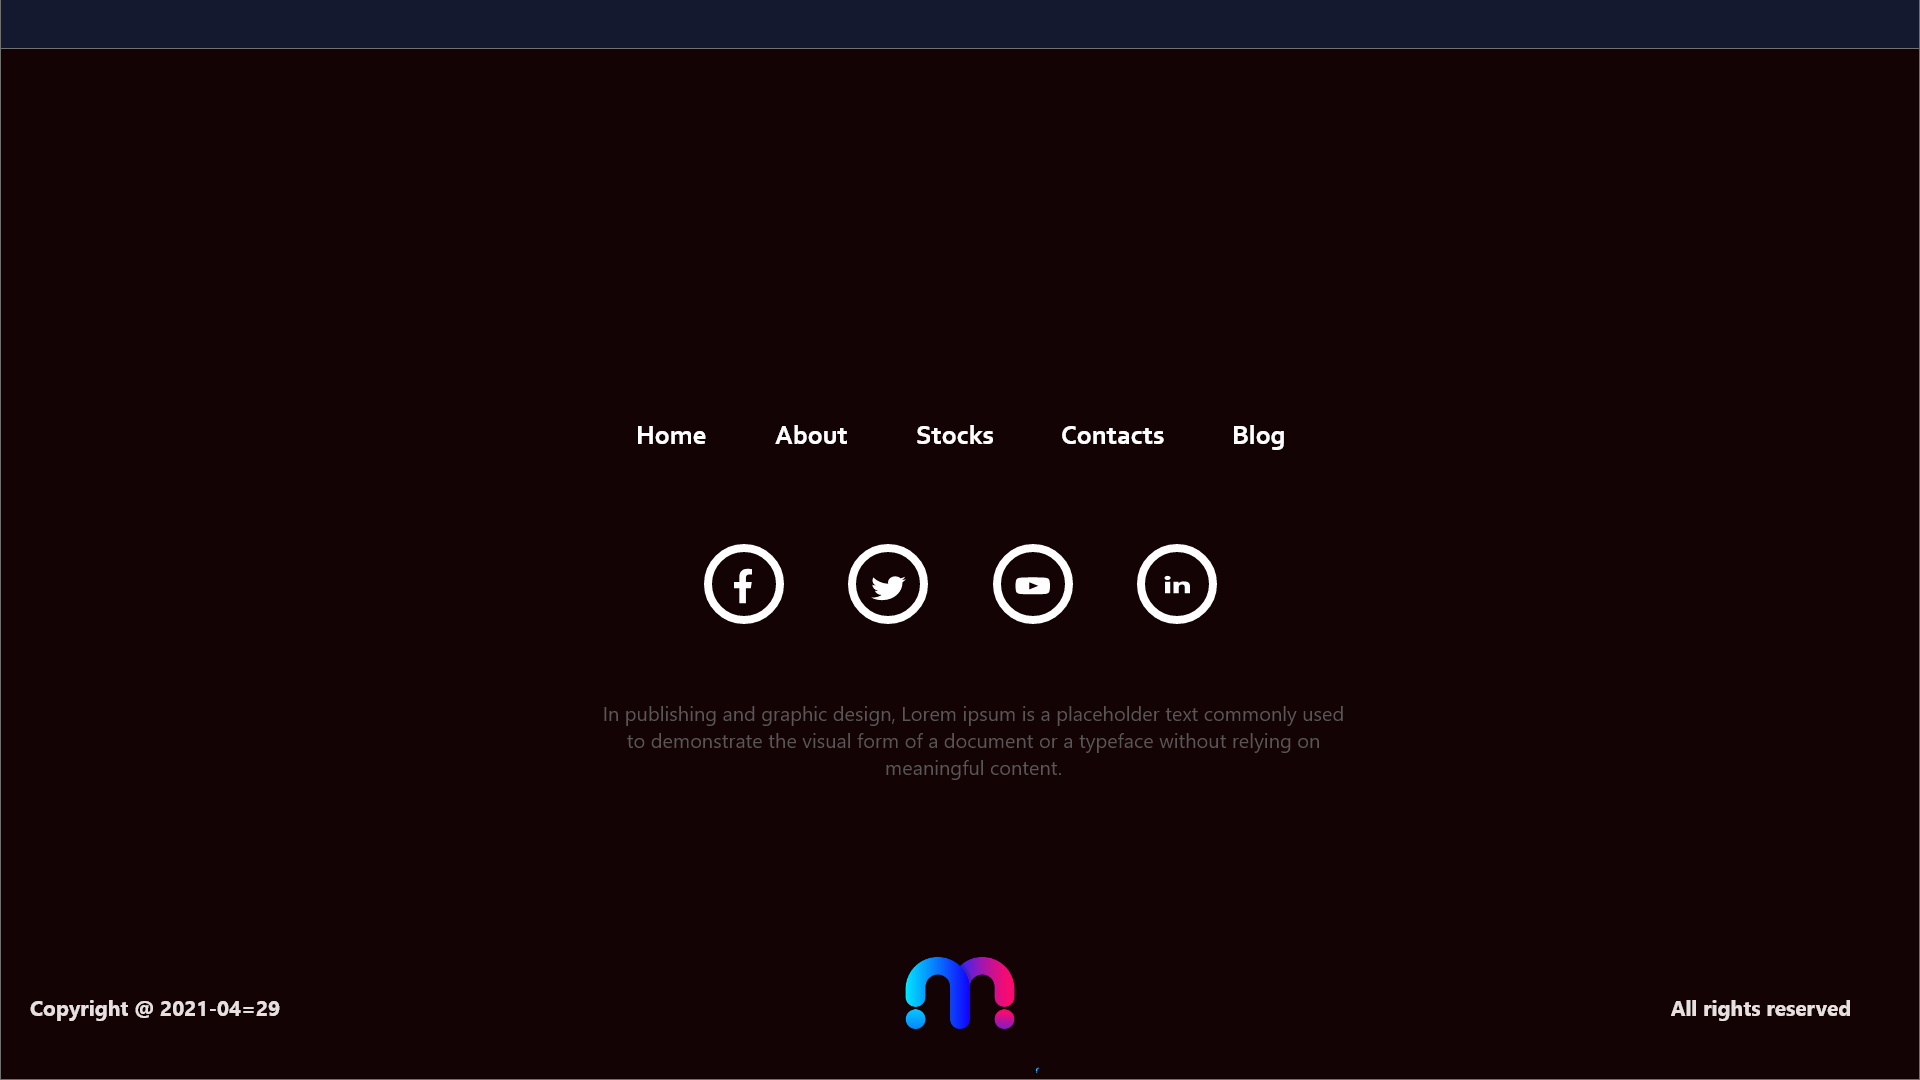 Home About Stocks Contacts Blog
In publishing and graphic design, Lorem ipsum is a placeholder text commonly used
to demonstrate the visual form of a document or a typeface without relying on
meaningful content.
Copyright @ 2021-04=29
All rights reserved